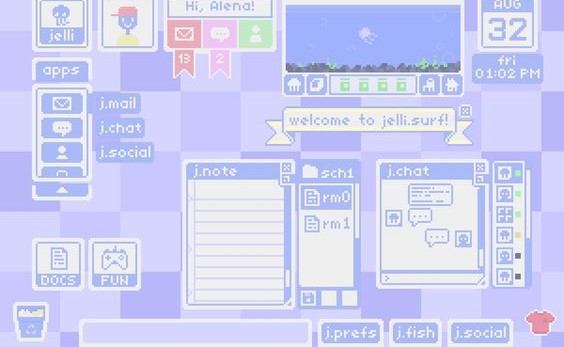 jelli
Hi, Alena!
13
2
AUG
32
fri
01:02 PM
apps
j.mail
j.chat
j.social
welcome to jelli.surf!
j.note
sch1
rm0
rm1
j.chat
DOCS
FUN
j.prefs
j.fish
j.social